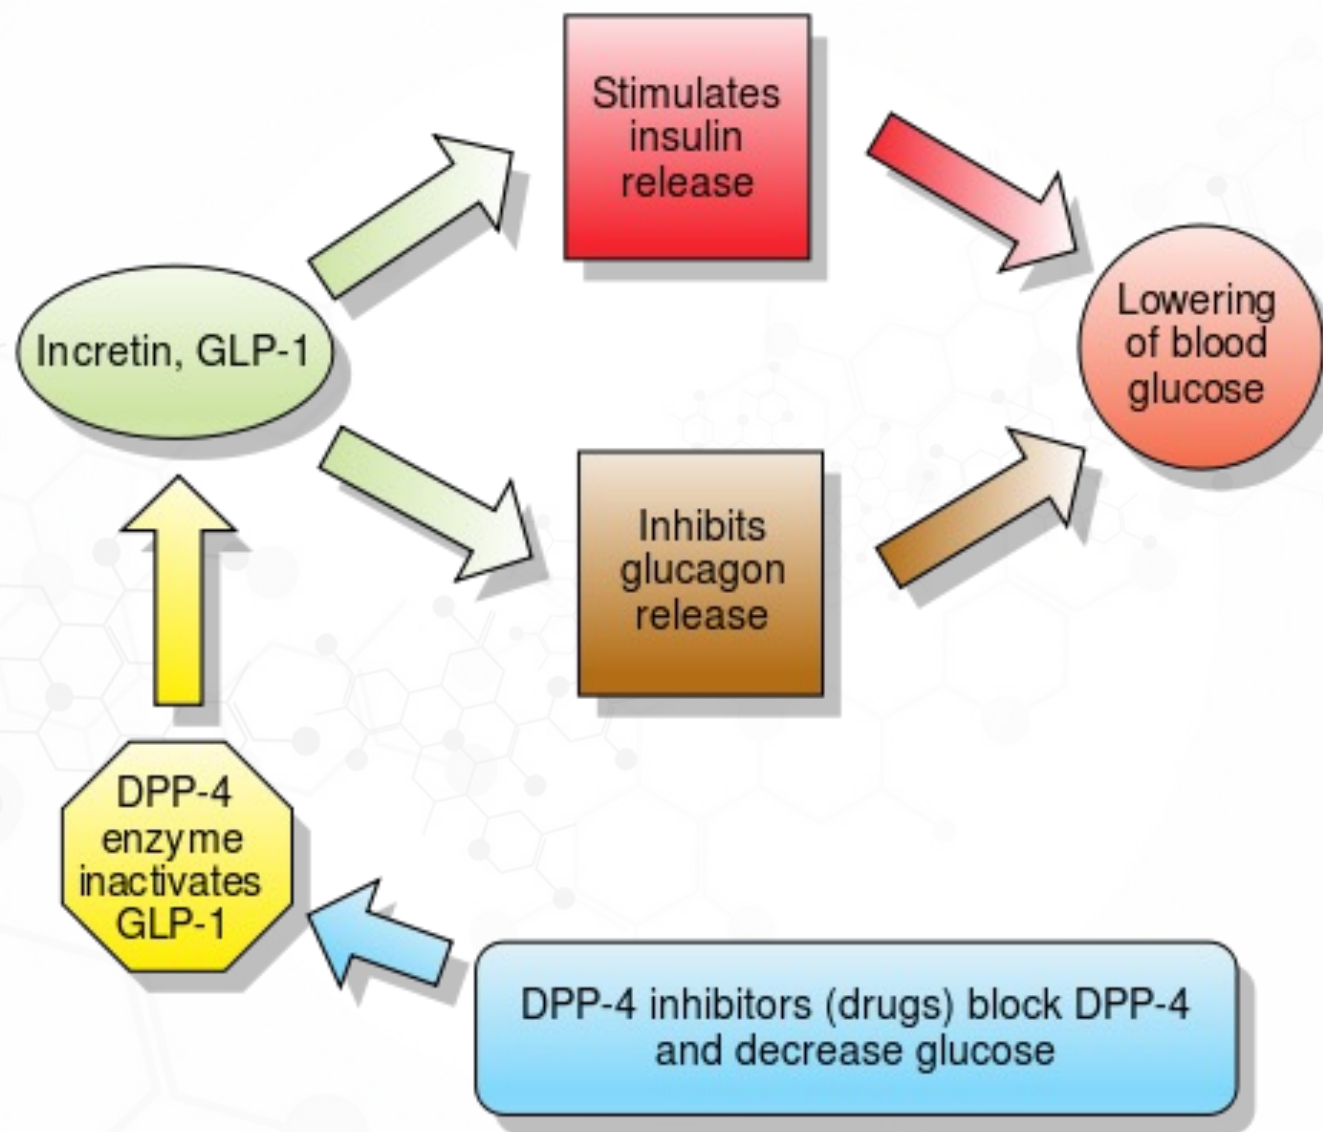 Stimulates
insulin
release
Incretin, GLP-1
Lowering
of blood
glucose
Inhibits
glucagon
release
DPP-4
enzyme
inactivates
GLP-1
DPP-4 inhibitors (drugs) block DPP-4
and decrease glucose